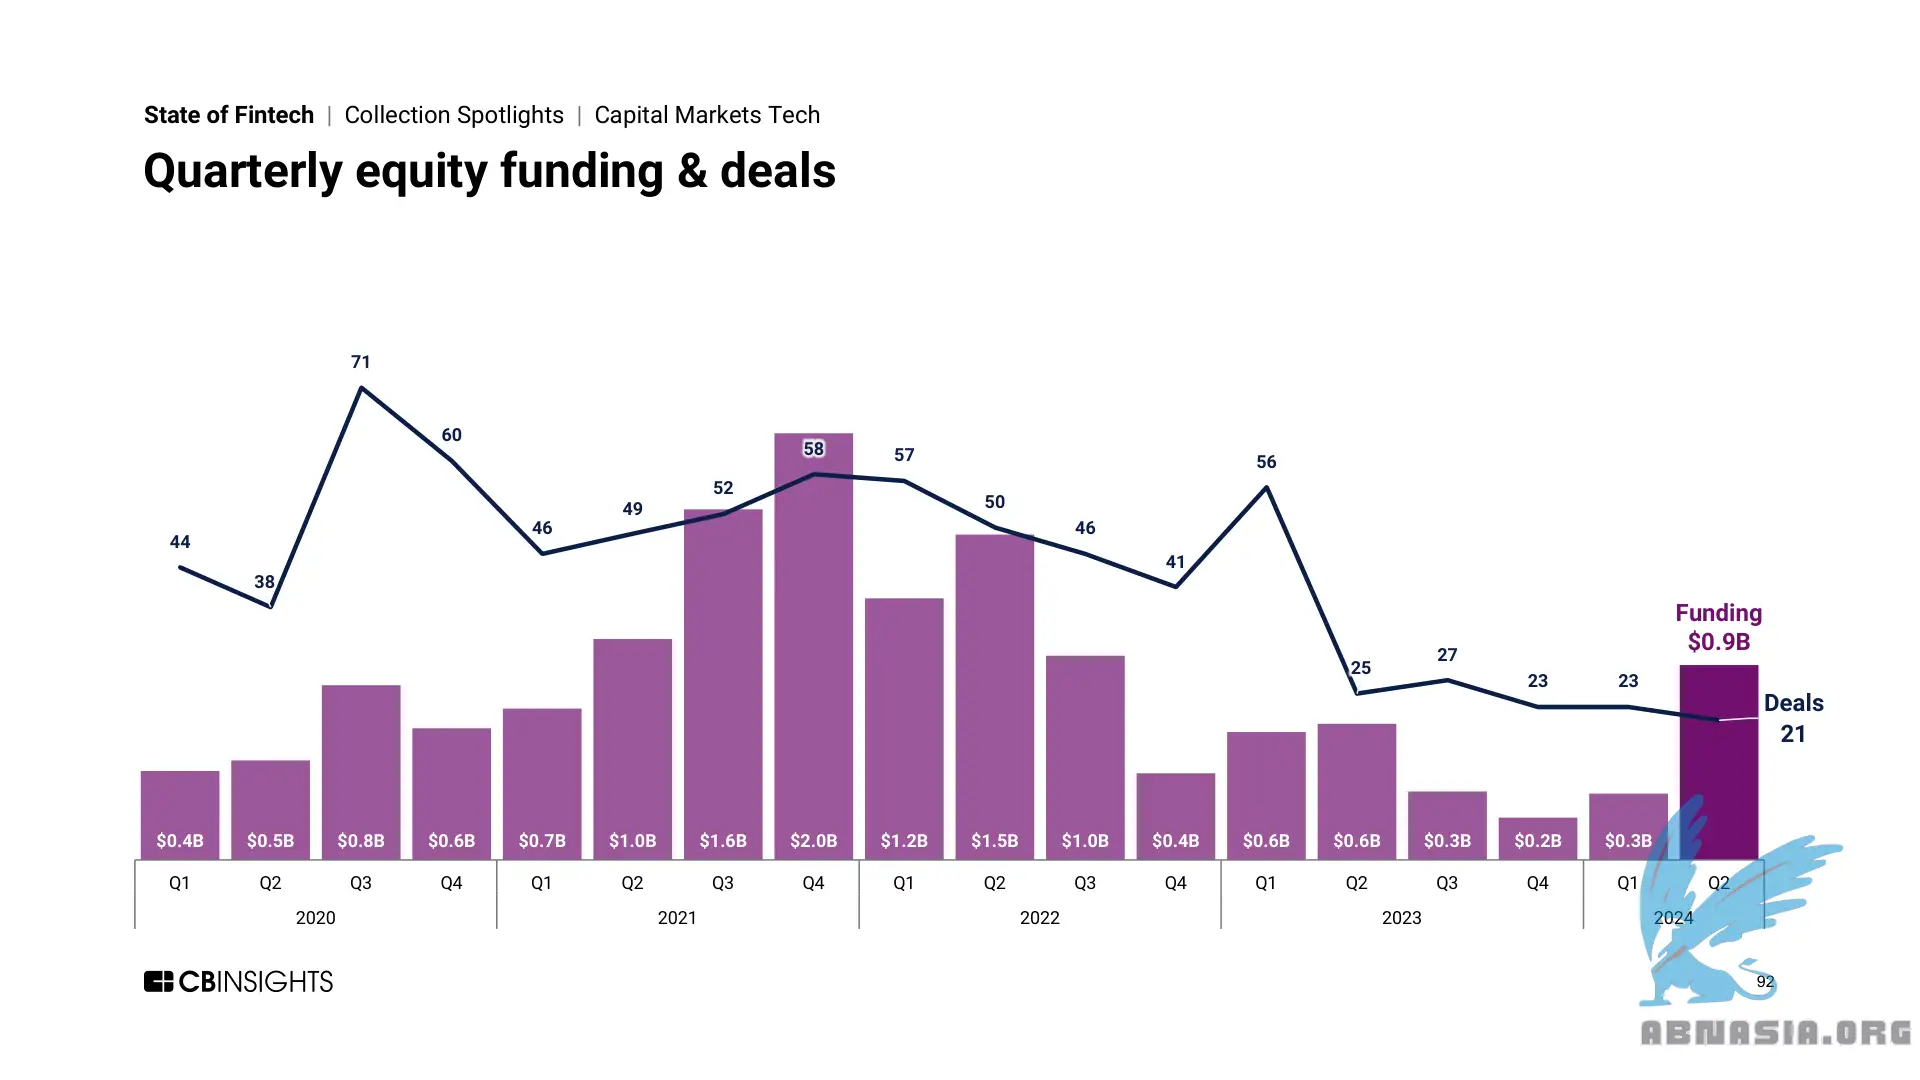 State of Fintech | Collection Spotlights | Capital Markets Tech
Quarterly equity funding & deals
44
38
71
60
46
49
52
58
57
50
46
41
56
25
27
23
23
Funding
$0.9B
Deals
21
$0.4B $0.5B $0.8B $0.6B $0.7B $1.0B $1.6B $2.0B $1.2B $1.5B $1.0B $0.4B $0.6B $0.6B $0.3B $0.2B $0.3B
Q1 Q2 Q3 Q4 Q1 Q2 Q3 Q4 Q1 Q2 Q3 Q4 Q1 Q2 Q3 Q4 Q1 Q2
2020 2021 2022 2023 2024
CBINSIGHTS
92
ABNASIA.ORG